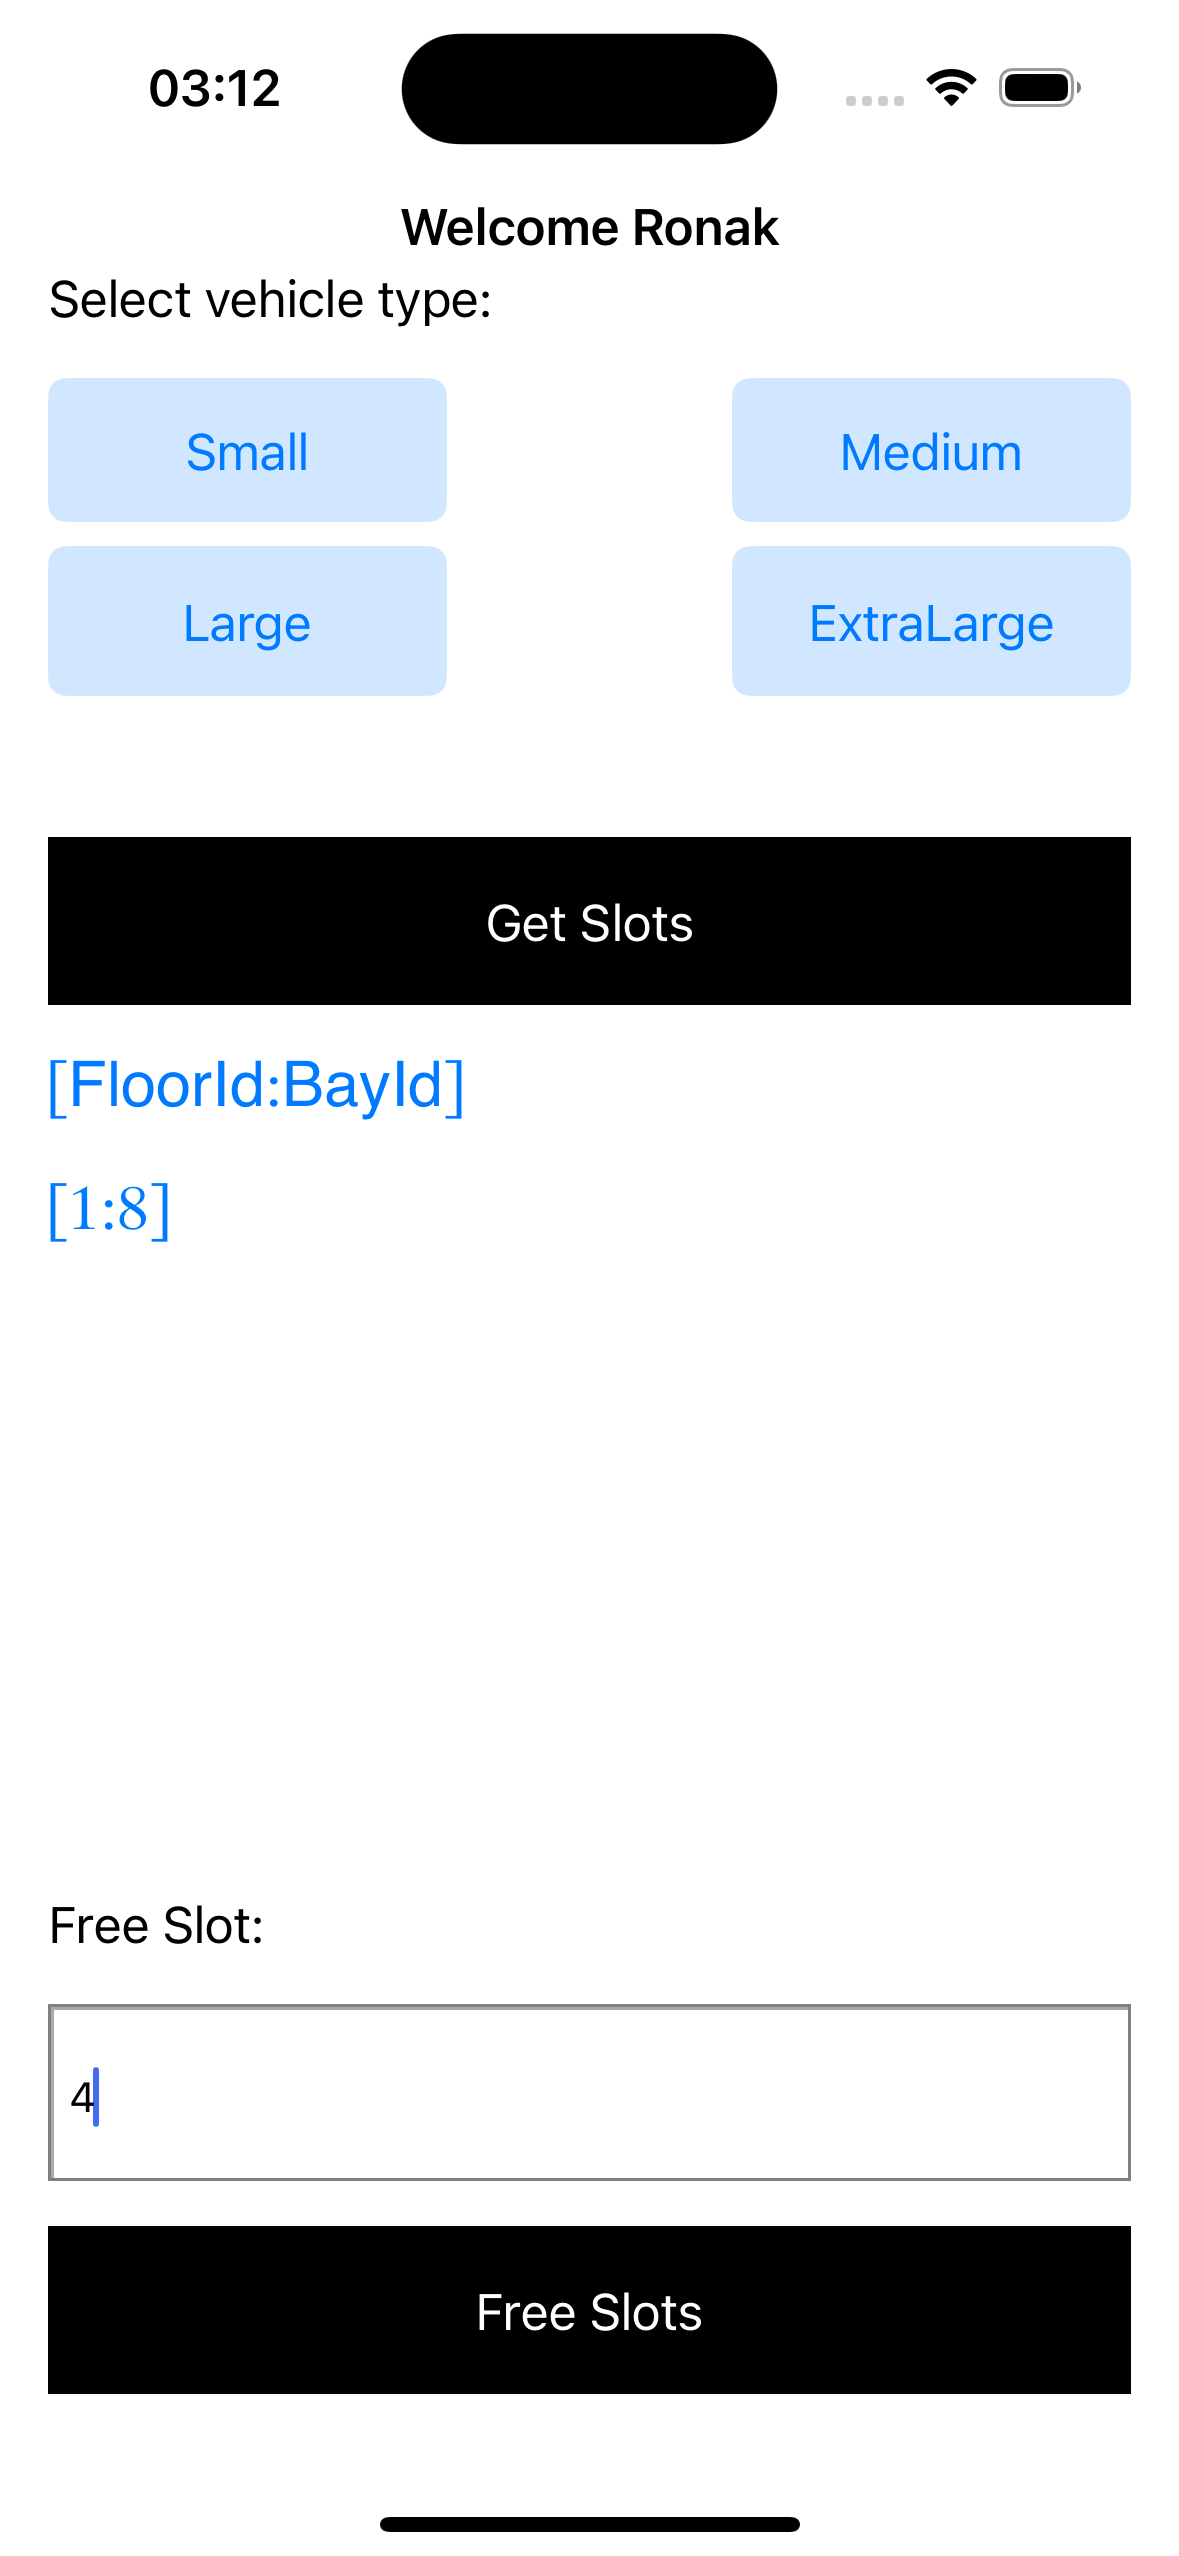 03:12
Welcome Ronak
Select vehicle type:
Small Medium
Large ExtraLarge
Get Slots
[FloorId:BayId]
[1:8]
Free Slot:
4
Free Slots